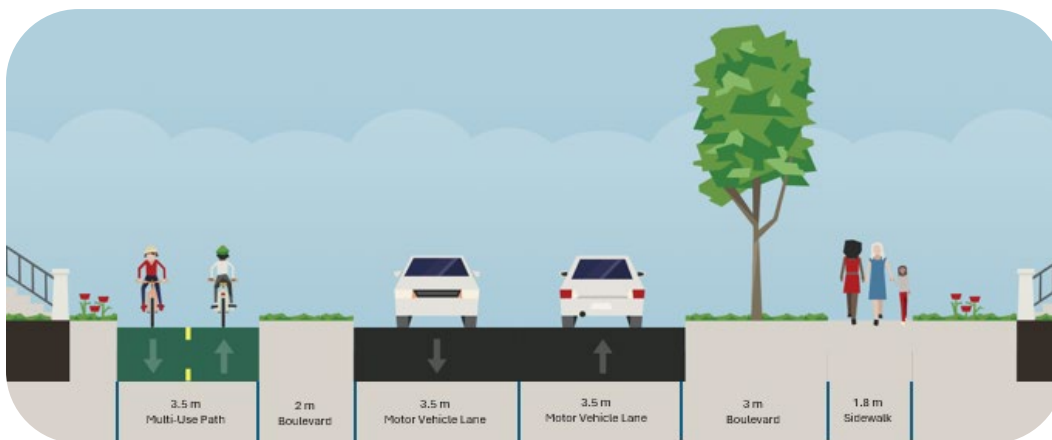 3.5 m
Multi-Use Path
2 m
Boulevard
3.5 m
Motor Vehicle Lane
3.5 m
Motor Vehicle Lane
3 m
Boulevard
1.8 m
Sidewalk